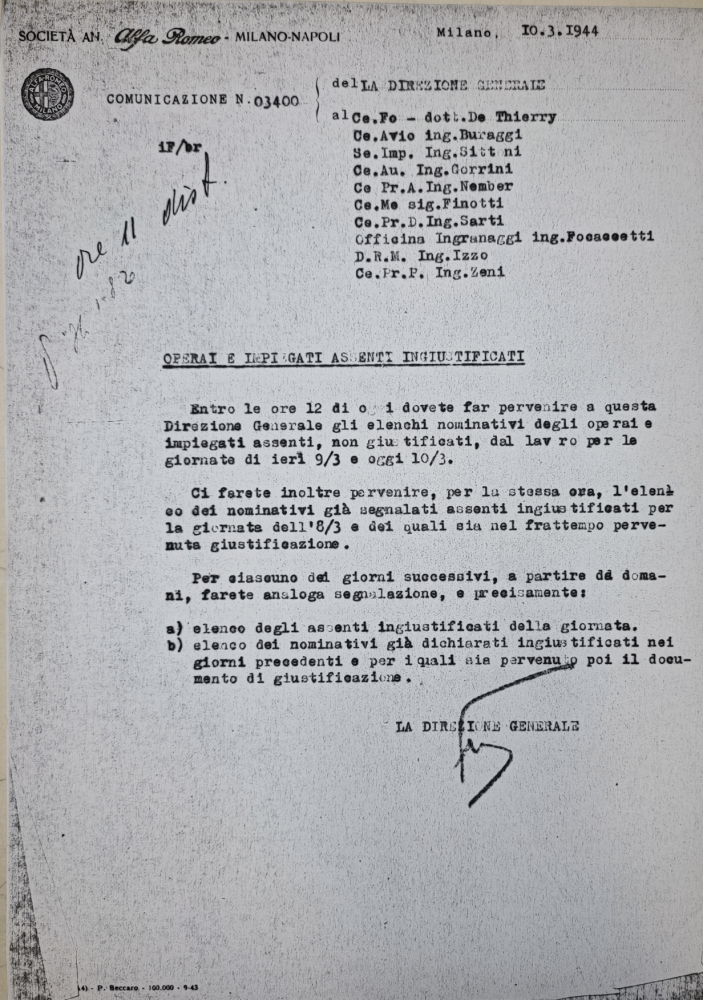 SOCIETÀ AN. Alfa Romeo - MILANO-NAPOLI
Milano, 10.3.1944
ALFA-ROMEO MILANO
COMUNICAZIONE N. 03400
del LA DIREZIONE GENERALE
al Ce.Fo - dott.De Thierry
Ce.Avio ing.Buraggi
Se.Imp. Ing.Sittoni
Ce.Au. Ing.Gorrini
Ce Pr.A.Ing.Nember
Ce.Me sig.Finotti
Ce.Pr.D.Ing.Sarti
Officina Ingranaggi ing.Focaccetti
D.R.M. Ing.Izzo
Ce.Pr.P. Ing.Zeni
iF/br
ore 11 dist.
OPERAI E IMPIEGATI ASSENTI INGIUSTIFICATI
Entro le ore 12 di oggi dovete far pervenire a questa
Direzione Generale gli elenchi nominativi degli operai e
impiegati assenti, non giustificati, dal lavoro per le
giornate di ieri 9/3 e oggi 10/3.
Ci farete inoltre pervenire, per la stessa ora, l'elen
co dei nominativi già segnalati assenti ingiustificati per
la giornata dell'8/3 e dei quali sia nel frattempo perve-
nuta giustificazione.
Per ciascuno dei giorni successivi, a partire da doma-
ni, farete analoga segnalazione, e precisamente:
a) elenco degli assenti ingiustificati della giornata.
b) elenco dei nominativi già dichiarati ingiustificati nei
giorni precedenti e per i quali sia pervenuto poi il docu-
mento di giustificazione.
LA DIREZIONE GENERALE
P. Beccaro - 100.000 - 9-43